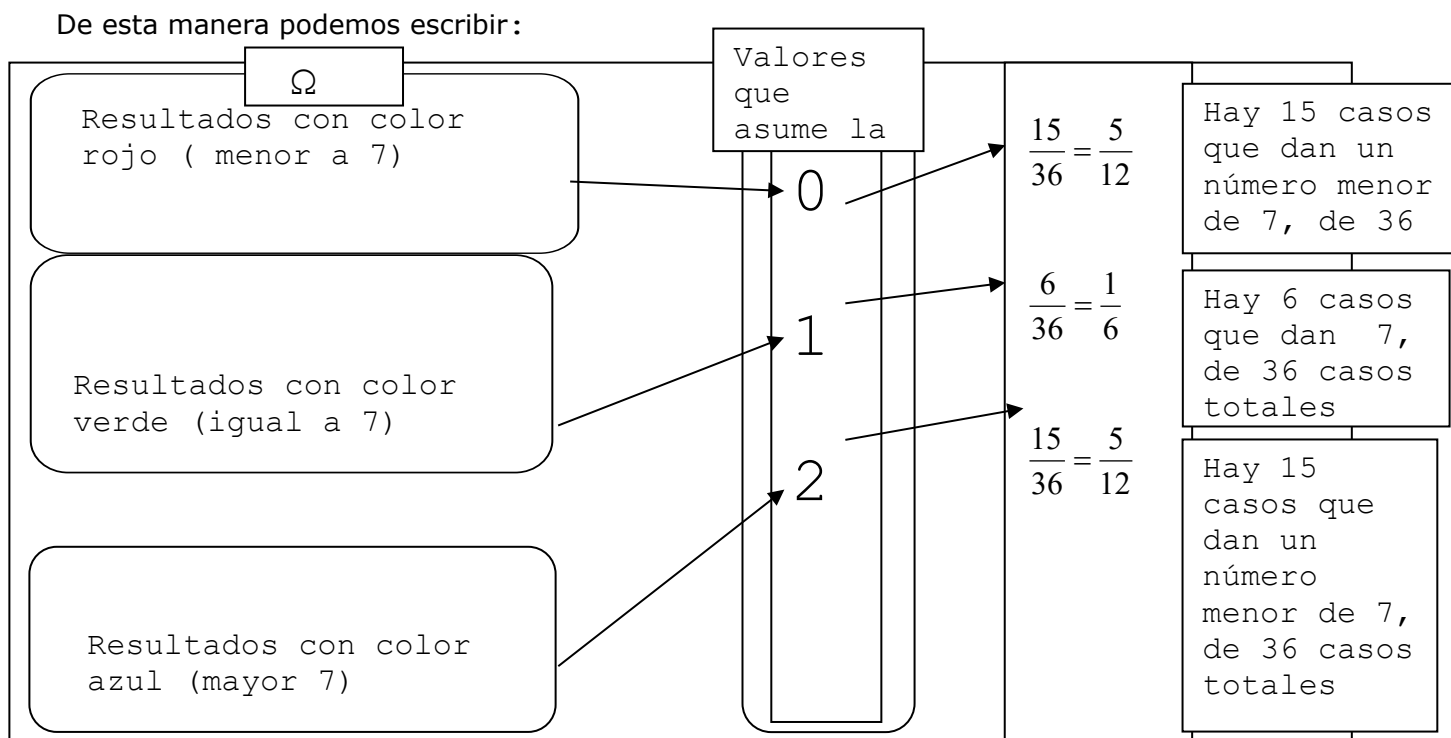 De esta manera podemos escribir:
Ω
Resultados con color
rojo ( menor a 7)
Resultados con color
verde (igual a 7)
Resultados con color
azul (mayor 7)
Valores
que
asume la
0
1
2
15/36 = 5/12
6/36 = 1/6
15/36 = 5/12
Hay 15 casos
que dan un
número menor
de 7, de 36
Hay 6 casos
que dan 7,
de 36 casos
totales
Hay 15
casos que
dan un
número
menor de 7,
de 36 casos
totales